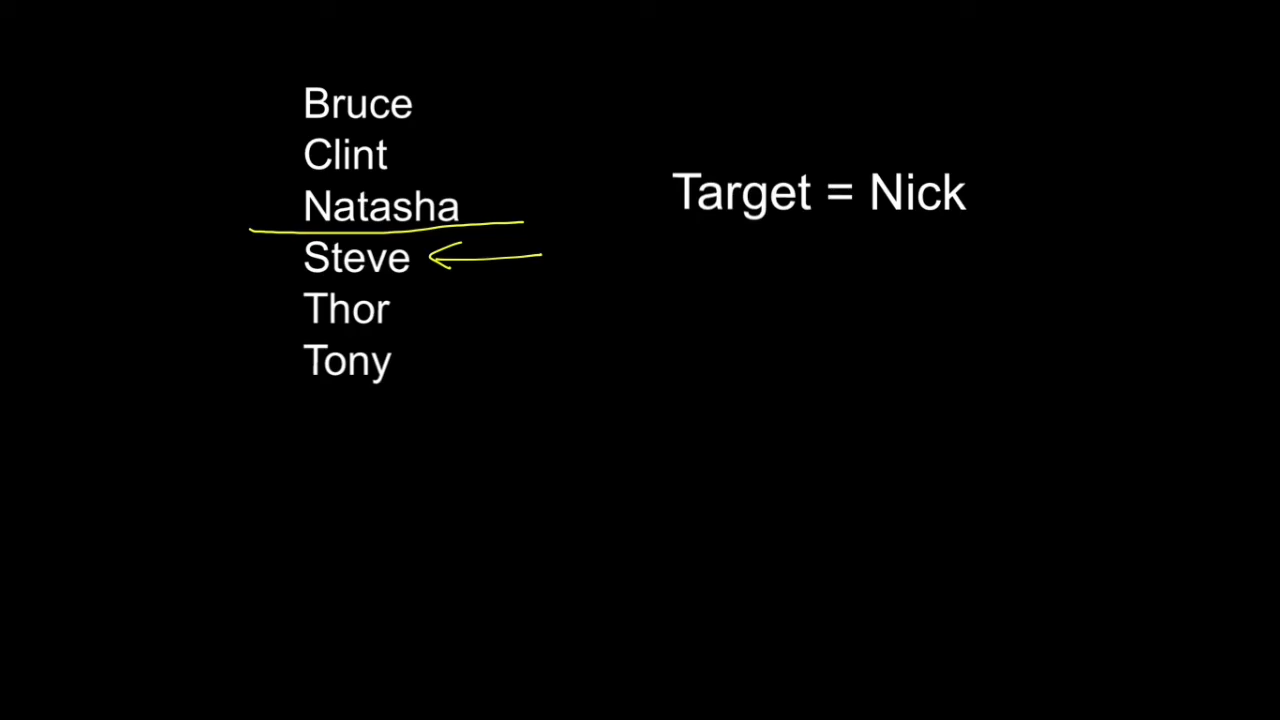 Bruce
Clint
Natasha
Target = Nick
Steve
Thor
Tony